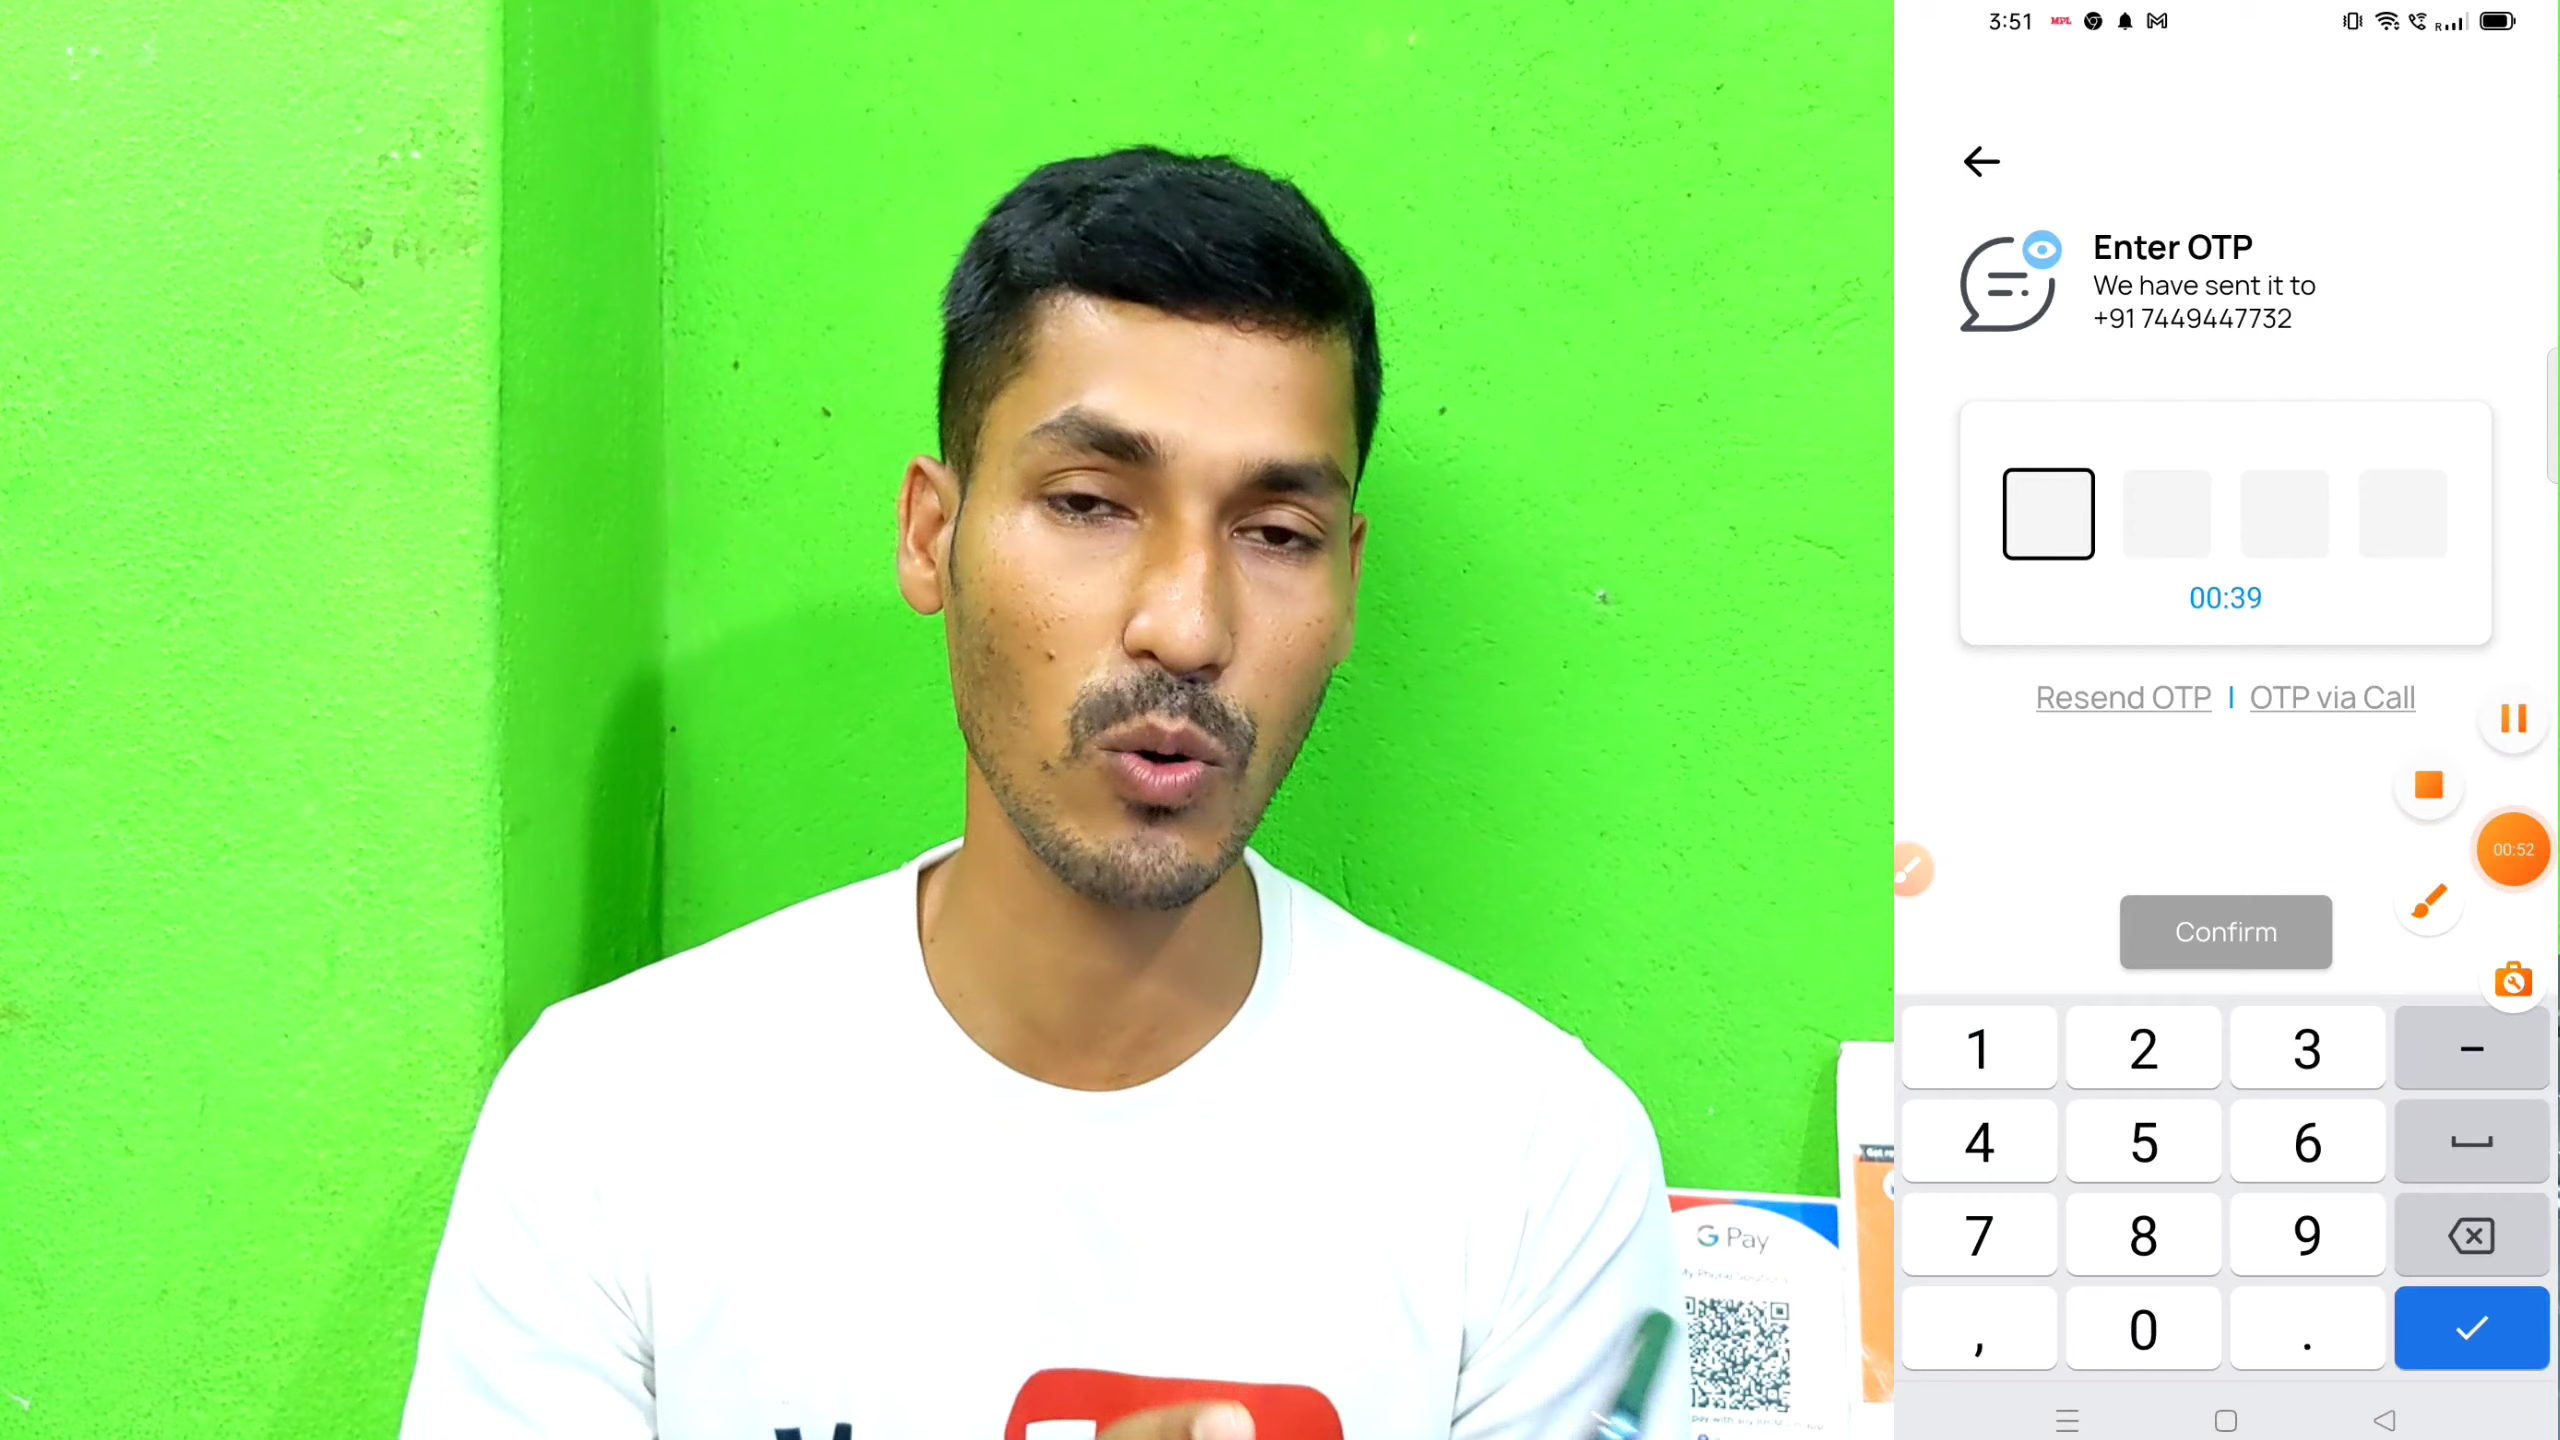 3:51
MPL
Enter OTP
We have sent it to
+91 7449447732
00:39
Resend OTP | OTP via Call
00:52
Confirm
1 2 3 –
4 5 6
7 8 9
, 0 .
G Pay